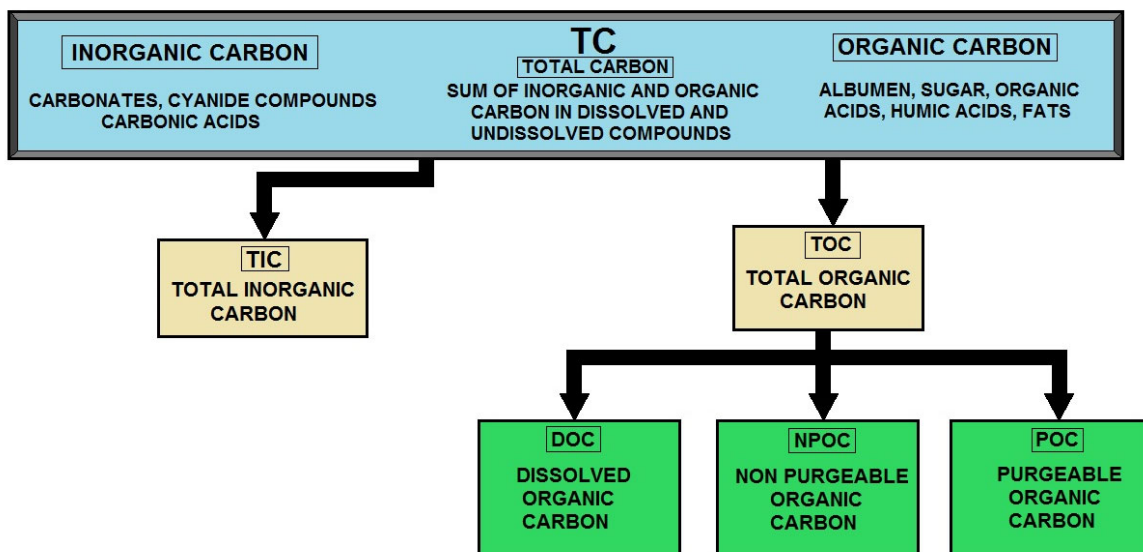 INORGANIC CARBON
CARBONATES, CYANIDE COMPOUNDS
CARBONIC ACIDS
TC
TOTAL CARBON
SUM OF INORGANIC AND ORGANIC
CARBON IN DISSOLVED AND
UNDISSOLVED COMPOUNDS
ORGANIC CARBON
ALBUMEN, SUGAR, ORGANIC
ACIDS, HUMIC ACIDS, FATS
TIC
TOTAL INORGANIC
CARBON
TOC
TOTAL ORGANIC
CARBON
DOC
DISSOLVED
ORGANIC
CARBON
NPOC
NON PURGEABLE
ORGANIC
CARBON
POC
PURGEABLE
ORGANIC
CARBON